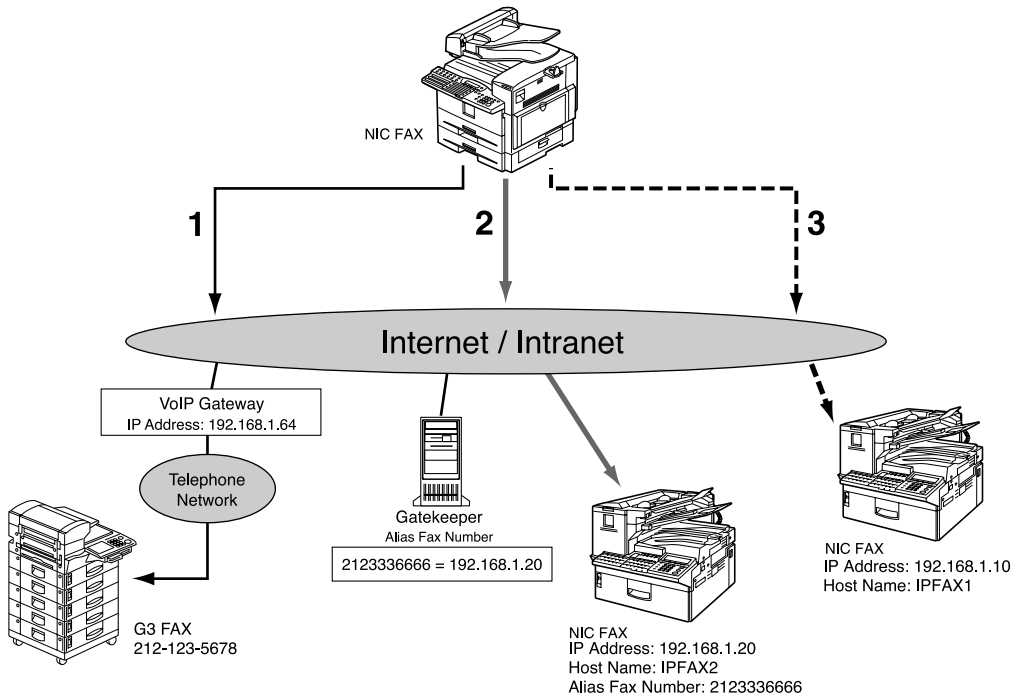 NIC FAX
1
2
3
Internet / Intranet
VoIP Gateway
IP Address: 192.168.1.64
Telephone
Network
G3 FAX
212-123-5678
Gatekeeper
Alias Fax Number
2123336666 = 192.168.1.20
NIC FAX
IP Address: 192.168.1.20
Host Name: IPFAX2
Alias Fax Number: 2123336666
NIC FAX
IP Address: 192.168.1.10
Host Name: IPFAX1